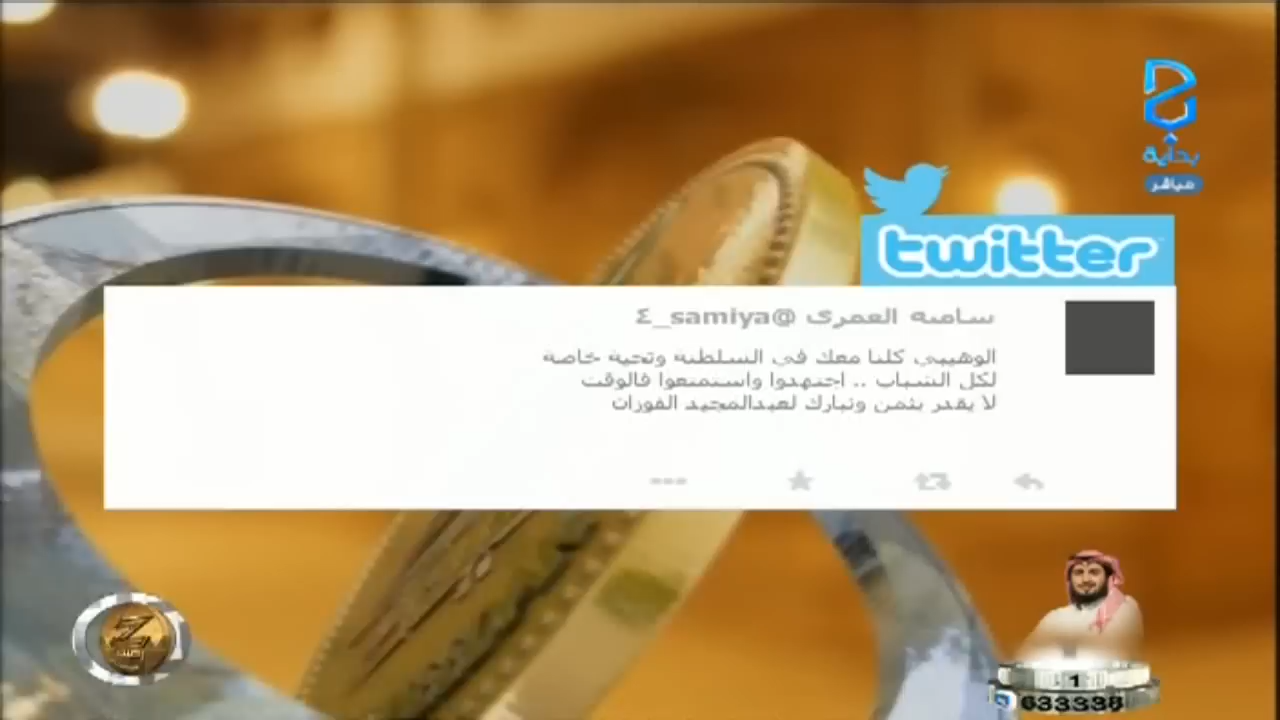 بداية
مباشر
twitter
سامية العمري @samiya_٤
الوهيبي كلنا معك في السلطنة وتحية خاصة
لكل الشباب .. اجتهدوا واستمتعوا فالوقت
لا يقدر بثمن ونبارك لعبدالمجيد الفوزان
1
633338